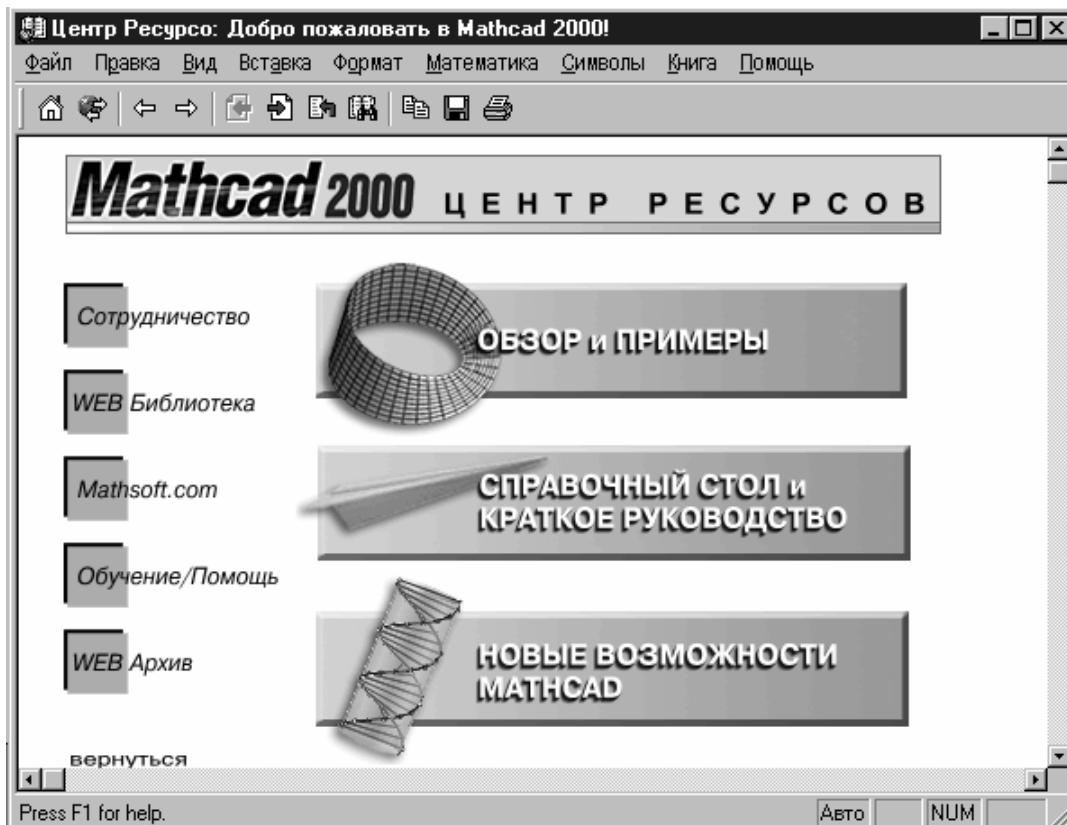 Центр Ресурсо: Добро пожаловать в Mathcad 2000!
Файл Правка Вид Вставка Формат Математика Символы Книга Помощь
Mathcad 2000 ЦЕНТР РЕСУРСОВ
Сотрудничество
ОБЗОР и ПРИМЕРЫ
WEB Библиотека
Mathsoft.com
СПРАВОЧНЫЙ СТОЛ и
КРАТКОЕ РУКОВОДСТВО
Обучение/Помощь
WEB Архив
НОВЫЕ ВОЗМОЖНОСТИ
MATHCAD
вернуться
Press F1 for help.
Авто NUM